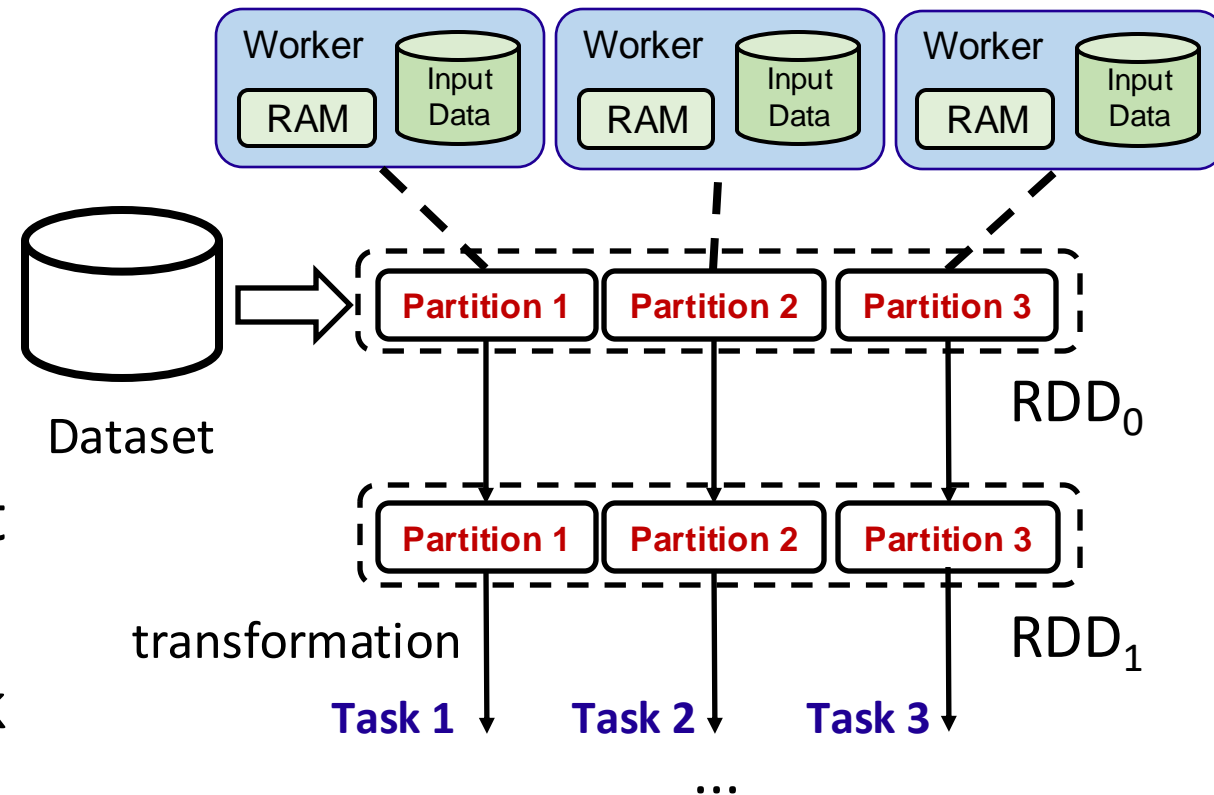 Worker
Input
Data
RAM
Worker
Input
Data
RAM
Worker
Input
Data
RAM
Dataset
Partition 1
Partition 2
Partition 3
RDD₀
Partition 1
Partition 2
Partition 3
RDD₁
transformation
Task 1
Task 2
Task 3
...